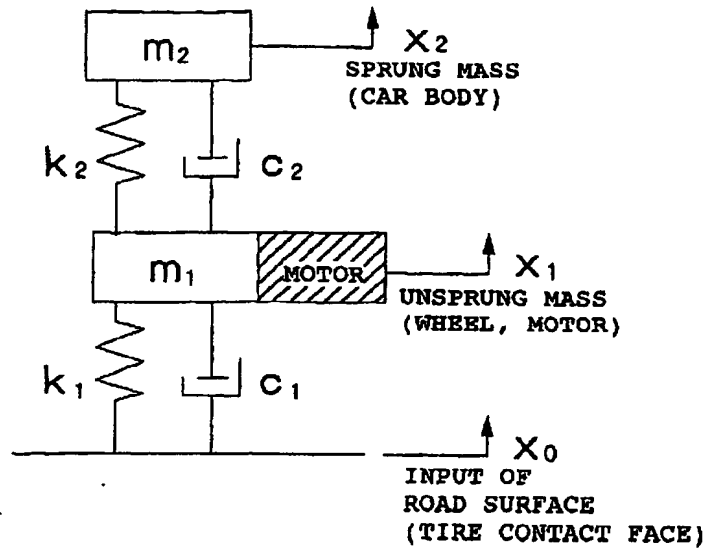 m2
X2
SPRUNG MASS
(CAR BODY)
k2
c2
m1
MOTOR
X1
UNSPRUNG MASS
(WHEEL, MOTOR)
k1
c1
X0
INPUT OF
ROAD SURFACE
(TIRE CONTACT FACE)